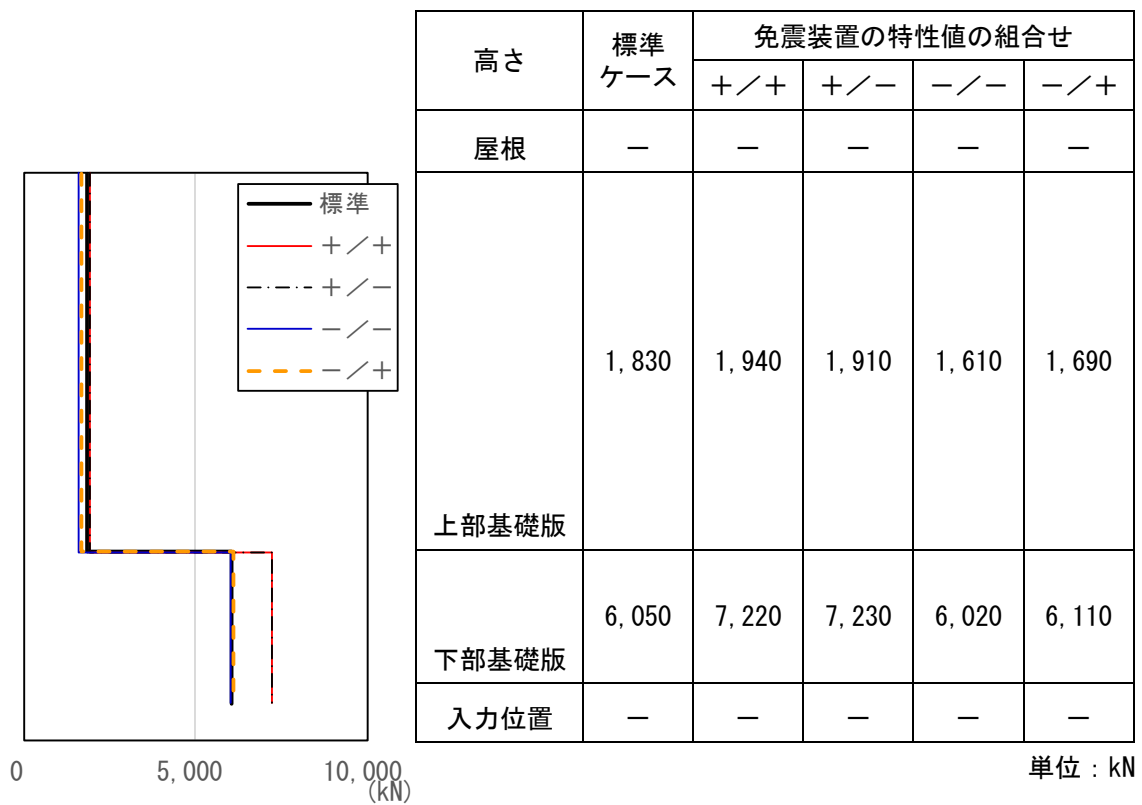 標準
＋／＋
＋／－
－／－
－／＋
0 5,000 10,000
(kN)
高さ 標準ケース 免震装置の特性値の組合せ
＋／＋ ＋／－ －／－ －／＋
屋根 － － － － －
1,830 1,940 1,910 1,610 1,690
上部基礎版
6,050 7,220 7,230 6,020 6,110
下部基礎版
入力位置 － － － － －
単位：kN